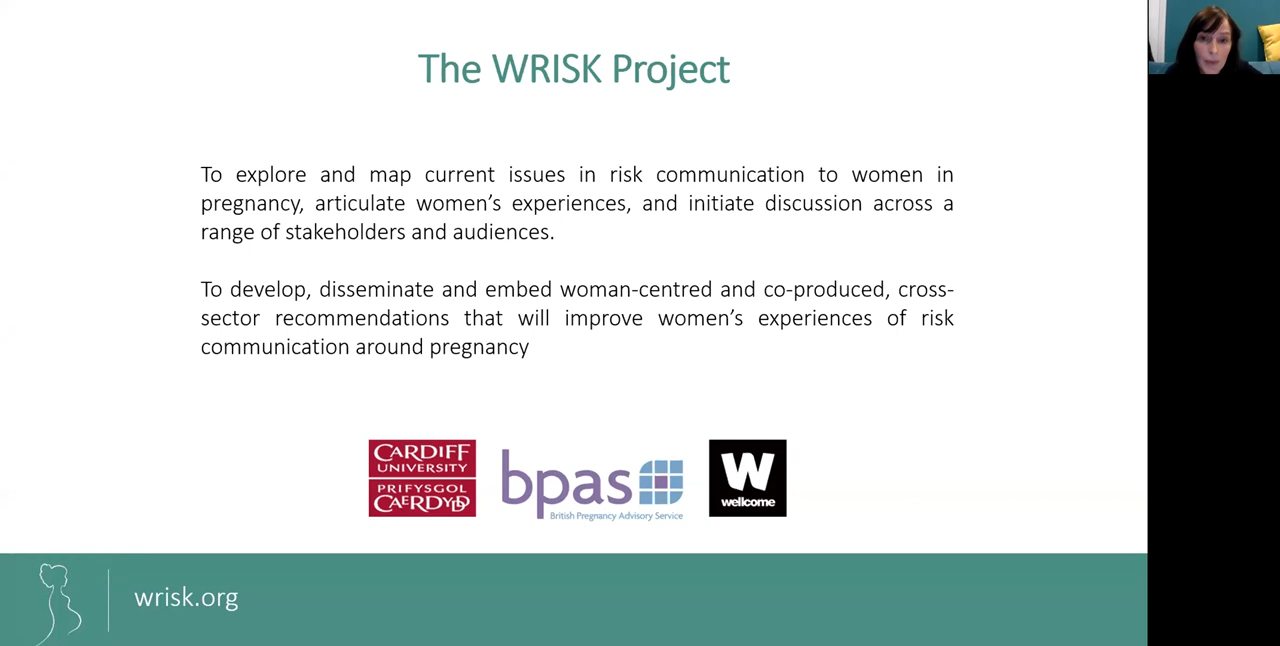 The WRISK Project
To explore and map current issues in risk communication to women in
pregnancy, articulate women’s experiences, and initiate discussion across a
range of stakeholders and audiences.
To develop, disseminate and embed woman-centred and co-produced, cross-
sector recommendations that will improve women’s experiences of risk
communication around pregnancy
CARDIFF
UNIVERSITY
PRIFYSGOL
CAERDYDD
bpas
British Pregnancy Advisory Service
W
wellcome
wrisk.org